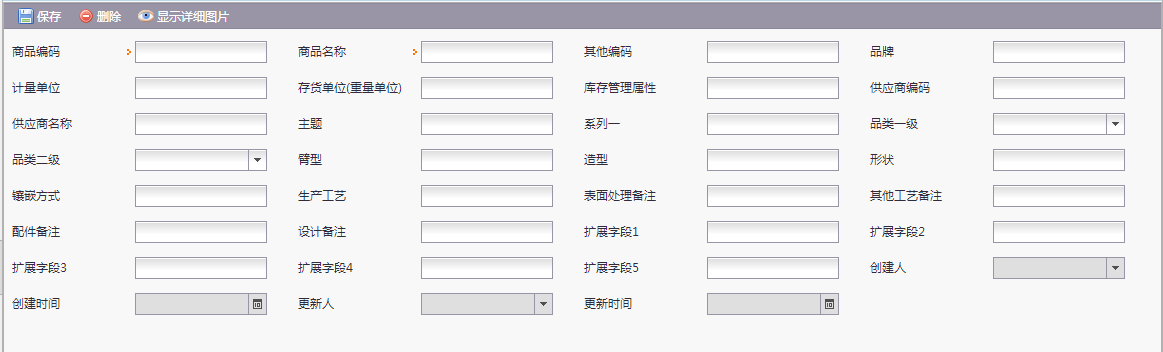 保存 删除 显示详细图片
商品编码 商品名称 其他编码 品牌
计量单位 存货单位(重量单位) 库存管理属性 供应商编码
供应商名称 主题 系列一 品类一级
品类二级 臂型 造型 形状
镶嵌方式 生产工艺 表面处理备注 其他工艺备注
配件备注 设计备注 扩展字段1 扩展字段2
扩展字段3 扩展字段4 扩展字段5 创建人
创建时间 更新人 更新时间